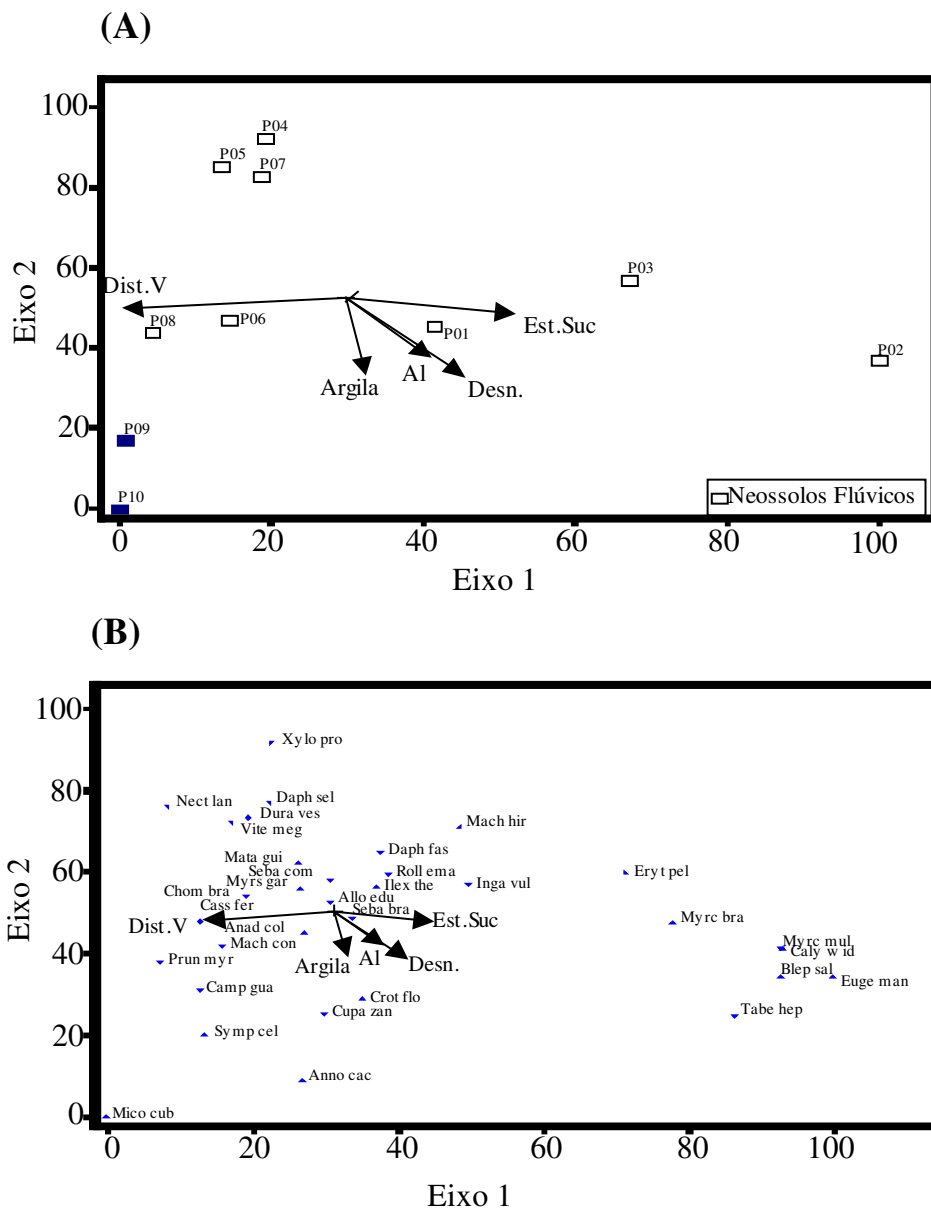 (A)
100
P04
P05
P07
80
P03
60
Dist.V
Eixo 2
P08
P06
P01
Est.Suc
40
P02
Al
Argila
Desn.
20
P09
P10
Neossolos Flúvicos
0
0 20 40 60 80 100
Eixo 1
(B)
100
Xylo pro
80
Nect lan
Daph sel
Dura ves
Vite meg
Mach hir
Daph fas
Mata gui
60
Seba com
Roll ema
Eryt pel
Myrs gar
Ilex the
Inga vul
Chom bra
Allo edu
Cass fer
Seba bra
Eixo 2
Dist.V
Anad col
Est.Suc
Myrc bra
Mach con
Myrc mul
40
Caly wid
Prun myr
Argila
Al
Desn.
Blep sal
Euge man
Camp gua
Crot flo
Cupa zan
Tabe hep
20
Symp cel
Anno cac
0
Mico cub
0 20 40 60 80 100
Eixo 1